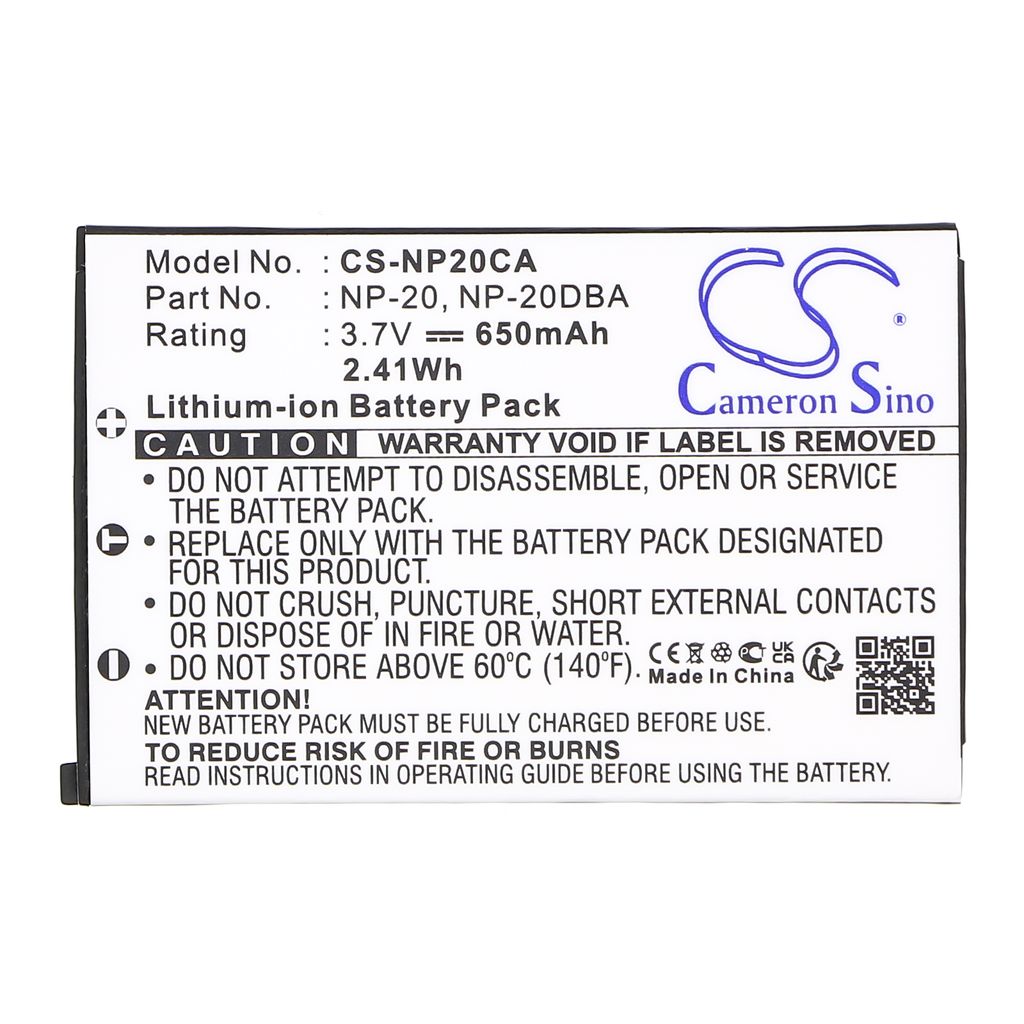 Model No. : CS-NP20CA
Part No. : NP-20, NP-20DBA
Rating : 3.7V ⎓ 650mAh
2.41Wh
Lithium-ion Battery Pack
CS ®
Cameron Sino
CAUTION WARRANTY VOID IF LABEL IS REMOVED
• DO NOT ATTEMPT TO DISASSEMBLE, OPEN OR SERVICE
THE BATTERY PACK.
• REPLACE ONLY WITH THE BATTERY PACK DESIGNATED
FOR THIS PRODUCT.
• DO NOT CRUSH, PUNCTURE, SHORT EXTERNAL CONTACTS
OR DISPOSE OF IN FIRE OR WATER.
• DO NOT STORE ABOVE 60°C (140°F).
CE UK CA
Made In China
+
T
−
ATTENTION!
NEW BATTERY PACK MUST BE FULLY CHARGED BEFORE USE.
TO REDUCE RISK OF FIRE OR BURNS
READ INSTRUCTIONS IN OPERATING GUIDE BEFORE USING THE BATTERY.